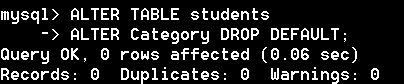 mysql> ALTER TABLE students
    -> ALTER Category DROP DEFAULT;
Query OK, 0 rows affected (0.06 sec)
Records: 0  Duplicates: 0  Warnings: 0